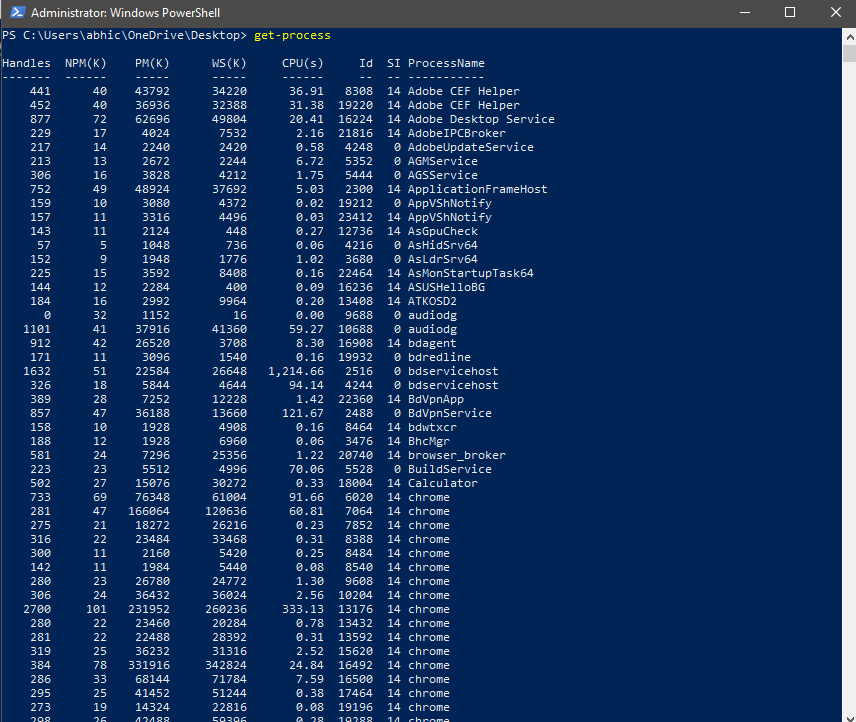 Administrator: Windows PowerShell
PS C:\Users\abhic\OneDrive\Desktop> get-process
Handles  NPM(K)    PM(K)      WS(K)     CPU(s)     Id  SI ProcessName
-------  ------    -----      -----     ------     --  -- -----------
    441      40    43792      34220      36.91   8308  14 Adobe CEF Helper
    452      40    36936      32388      31.38  19220  14 Adobe CEF Helper
    877      72    62696      49804      20.41  16224  14 Adobe Desktop Service
    229      17     4024       7532       2.16  21816  14 AdobeIPCBroker
    217      14     2240       2420       0.58   4248   0 AdobeUpdateService
    213      13     2672       2244       6.72   5352   0 AGMService
    306      16     3828       4212       1.75   5444   0 AGSService
    752      49    48924      37692       5.03   2300  14 ApplicationFrameHost
    159      10     3080       4372       0.02  19212   0 AppVShNotify
    157      11     3316       4496       0.03  23412  14 AppVShNotify
    143      11     2124        448       0.27  12736  14 AsGpuCheck
     57       5     1048        736       0.06   4216   0 AsHidSrv64
    152       9     1948       1776       1.02   3680   0 AsLdrSrv64
    225      15     3592       8408       0.16  22464  14 AsMonStartupTask64
    144      12     2284        400       0.09  16236  14 ASUSHelloBG
    184      16     2992       9964       0.20  13408  14 ATKOSD2
      0      32     1152         16       0.00   9688   0 audiodg
   1101      41    37916      41360      59.27  10688   0 audiodg
    912      42    26520       3708       8.30  16908  14 bdagent
    171      11     3096       1540       0.16  19932   0 bdredline
   1632      51    22584      26648   1,214.66   2516   0 bdservicehost
    326      18     5844       4644      94.14   4244   0 bdservicehost
    389      28     7252      12228       1.42  22360  14 BdVpnApp
    857      47    36188      13660     121.67   2488   0 BdVpnService
    158      10     1928       4908       0.16   8464  14 bdwtxcr
    188      12     1928       6960       0.06   3476  14 BhcMgr
    581      24     7296      25356       1.22  20740  14 browser_broker
    223      23     5512       4996      70.06   5528   0 BuildService
    502      27    15076      30272       0.33  18004  14 Calculator
    733      69    76348      61004      91.66   6020  14 chrome
    281      47   166064     120636      60.81   7064  14 chrome
    275      21    18272      26216       0.23   7852  14 chrome
    316      22    23484      33468       0.31   8388  14 chrome
    300      11     2160       5420       0.25   8484  14 chrome
    142      11     1984       5440       0.08   8540  14 chrome
    280      23    26780      24772       1.30   9608  14 chrome
    306      24    36432      36024       2.56  10204  14 chrome
   2700     101   231952     260236     333.13  13176  14 chrome
    280      22    23460      20284       0.78  13432  14 chrome
    281      22    22488      28392       0.31  13592  14 chrome
    319      25    36232      31316       2.52  15620  14 chrome
    384      78   331916     342824      24.84  16492  14 chrome
    286      33    68144      71784       7.59  16500  14 chrome
    295      25    41452      51244       0.38  17464  14 chrome
    273      19    14324      22816       0.08  19196  14 chrome
    298      26    42488      59396       0.28  19288  14 chrome